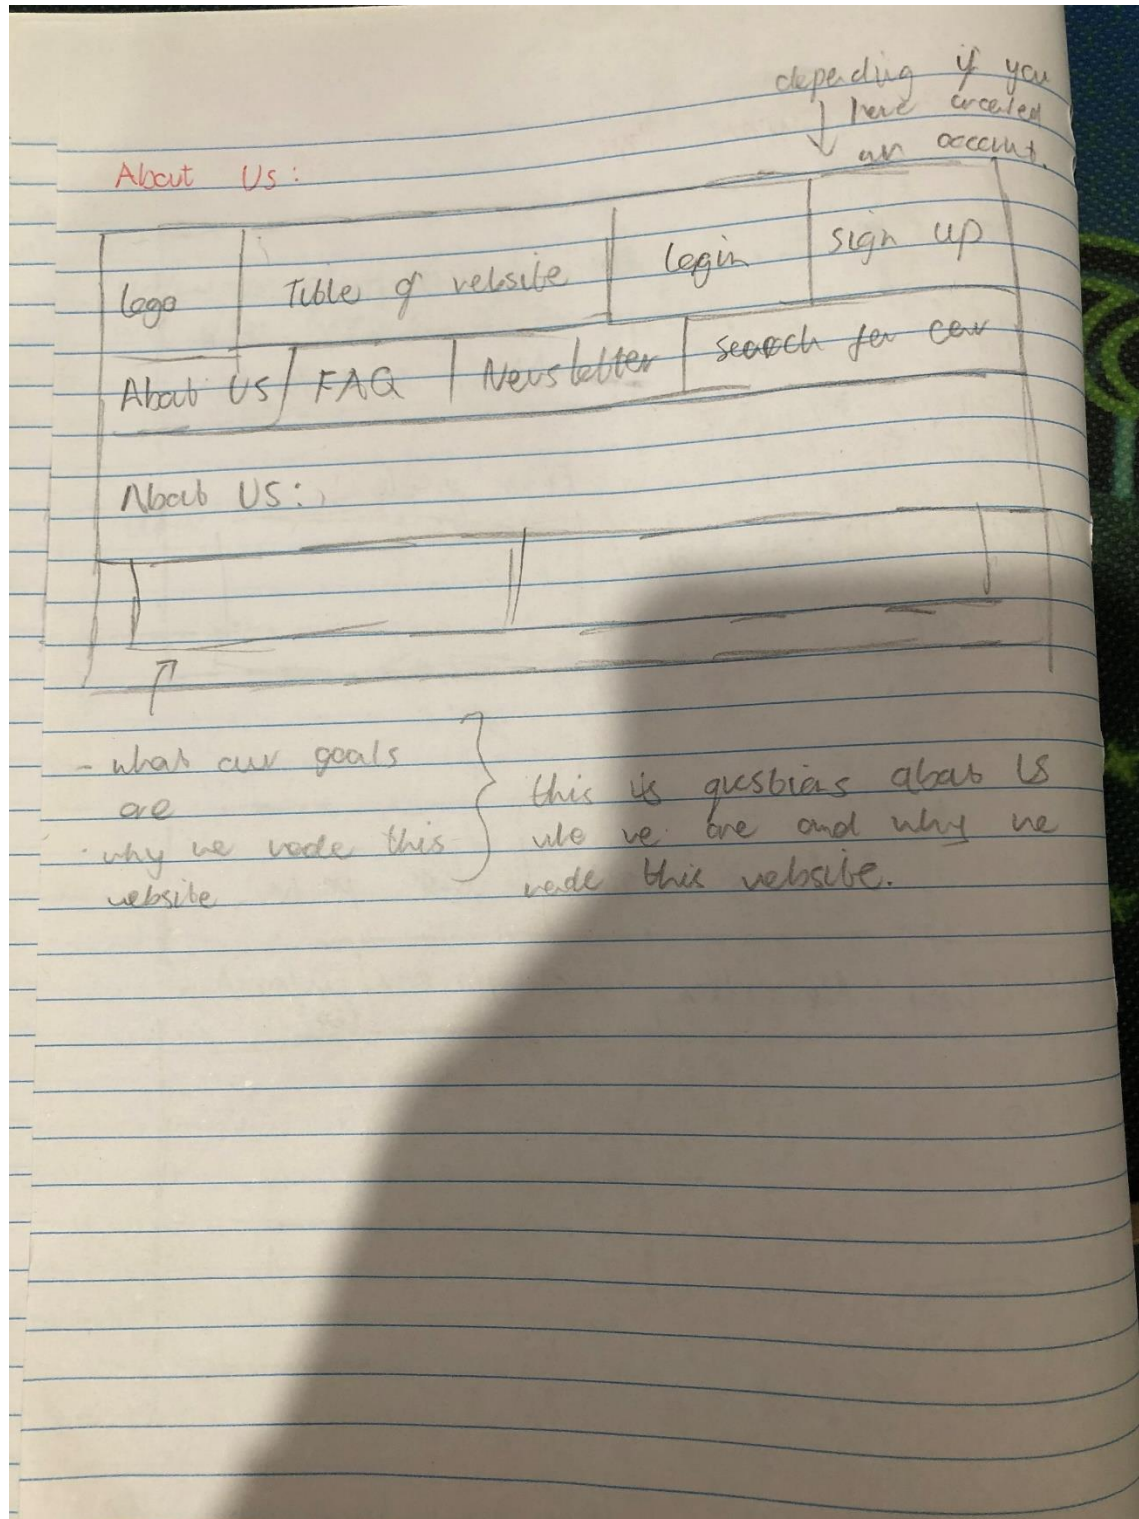 depending if you
have created
an account.
About Us:
logo
Title of website
login
sign up
About Us
FAQ
Newsletter
search for car
About US:
- what our goals
are
- why we made this
website
this is questions about US
who we are and why we
made this website.